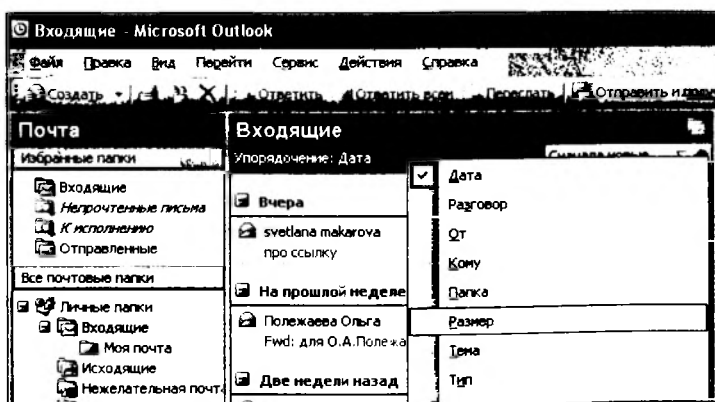 Входящие - Microsoft Outlook
Файл Правка Вид Перейти Сервис Действия Справка
Создать Ответить Ответить всем Переслать Отправить и
Почта
Избранные папки
Входящие
Непрочтенные письма
К исполнению
Отправленные
Все почтовые папки
Личные папки
Входящие
Моя почта
Исходящие
Нежелательная почта
Входящие
Упорядочение: Дата
Вчера
svetlana makarova
про ссылку
На прошлой неделе
Полежаева Ольга
Fwd: для О.А.Полежа
Две недели назад
Дата
Разговор
От
Кому
Папка
Размер
Тема
Тип